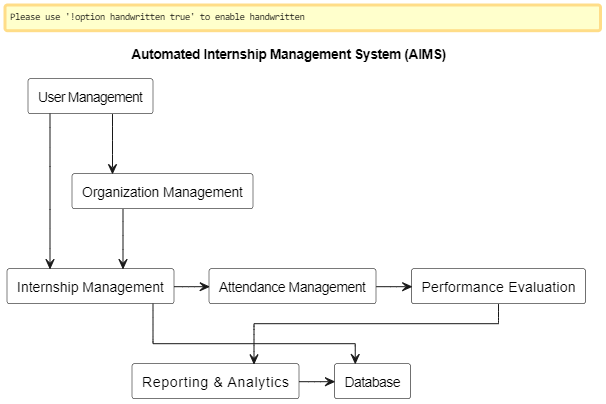 Please use '!option handwritten true' to enable handwritten
Automated Internship Management System (AIMS)
User Management
Organization Management
Internship Management
Attendance Management
Performance Evaluation
Reporting & Analytics
Database